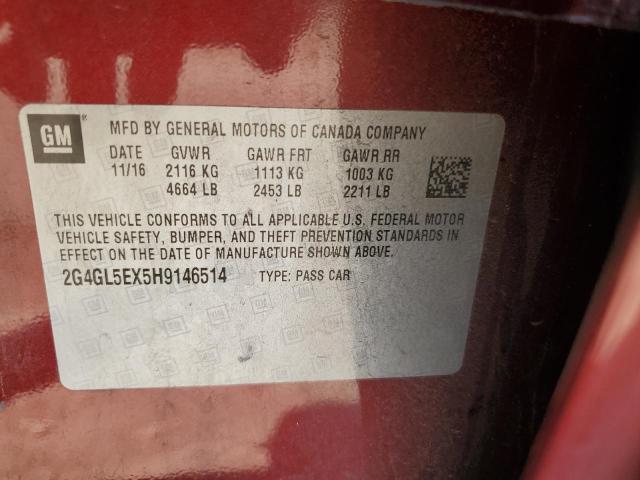 GM
MFD BY GENERAL MOTORS OF CANADA COMPANY
DATE GVWR GAWR FRT GAWR RR
11/16 2116 KG 1113 KG 1003 KG
4664 LB 2453 LB 2211 LB
THIS VEHICLE CONFORMS TO ALL APPLICABLE U.S. FEDERAL MOTOR
VEHICLE SAFETY, BUMPER, AND THEFT PREVENTION STANDARDS IN
EFFECT ON THE DATE OF MANUFACTURE SHOWN ABOVE.
2G4GL5EX5H9146514 TYPE: PASS CAR